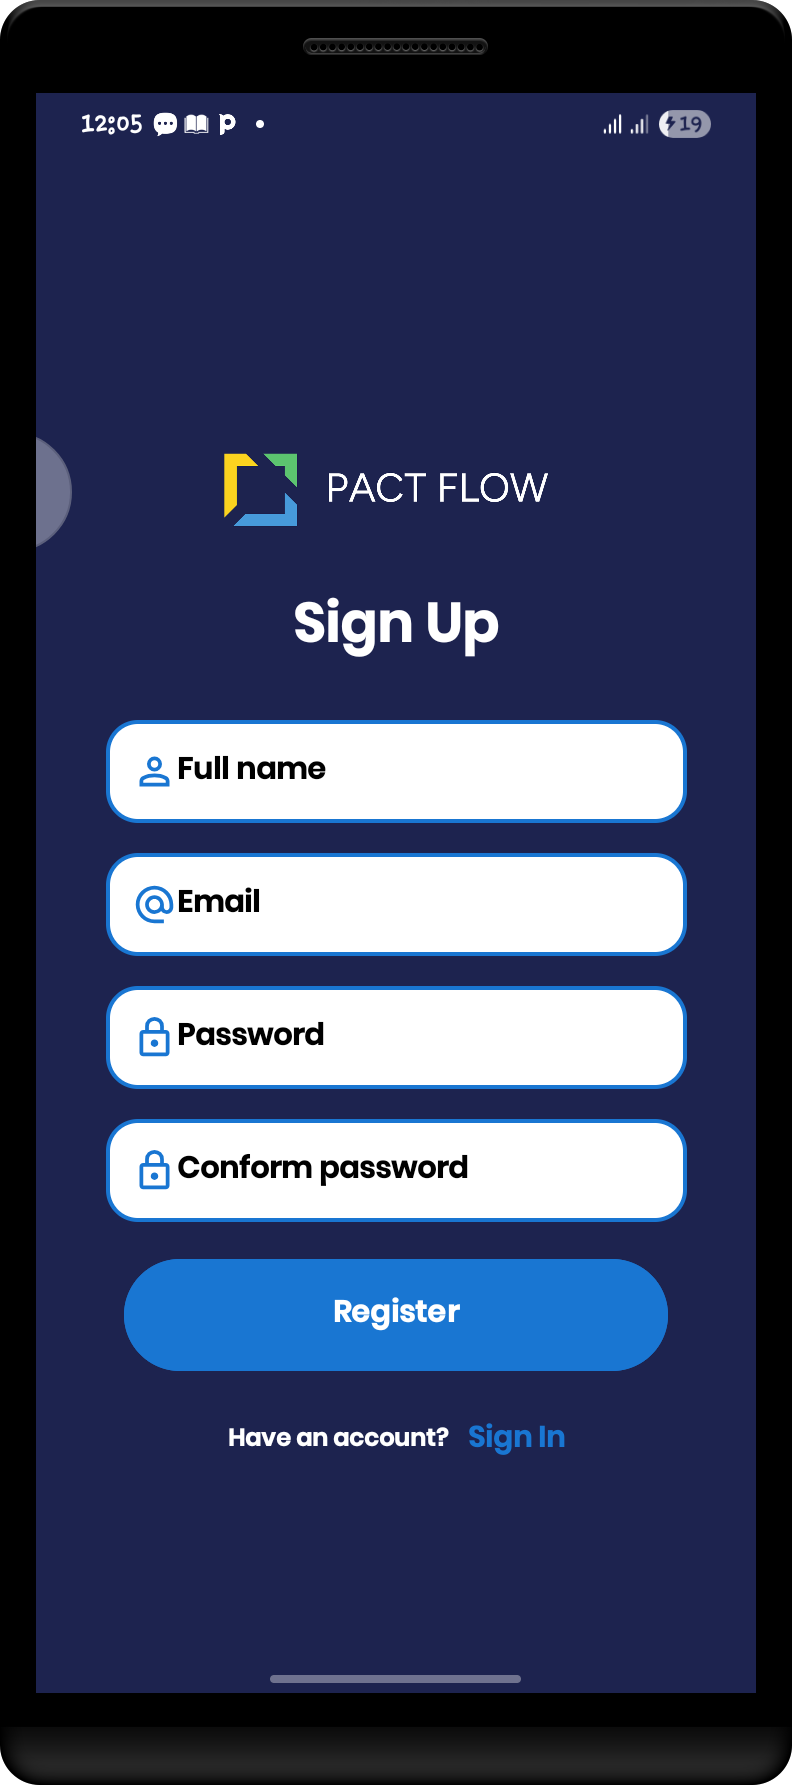 12:05 19
PACT FLOW
Sign Up
Full name
Email
Password
Conform password
Register
Have an account? Sign In